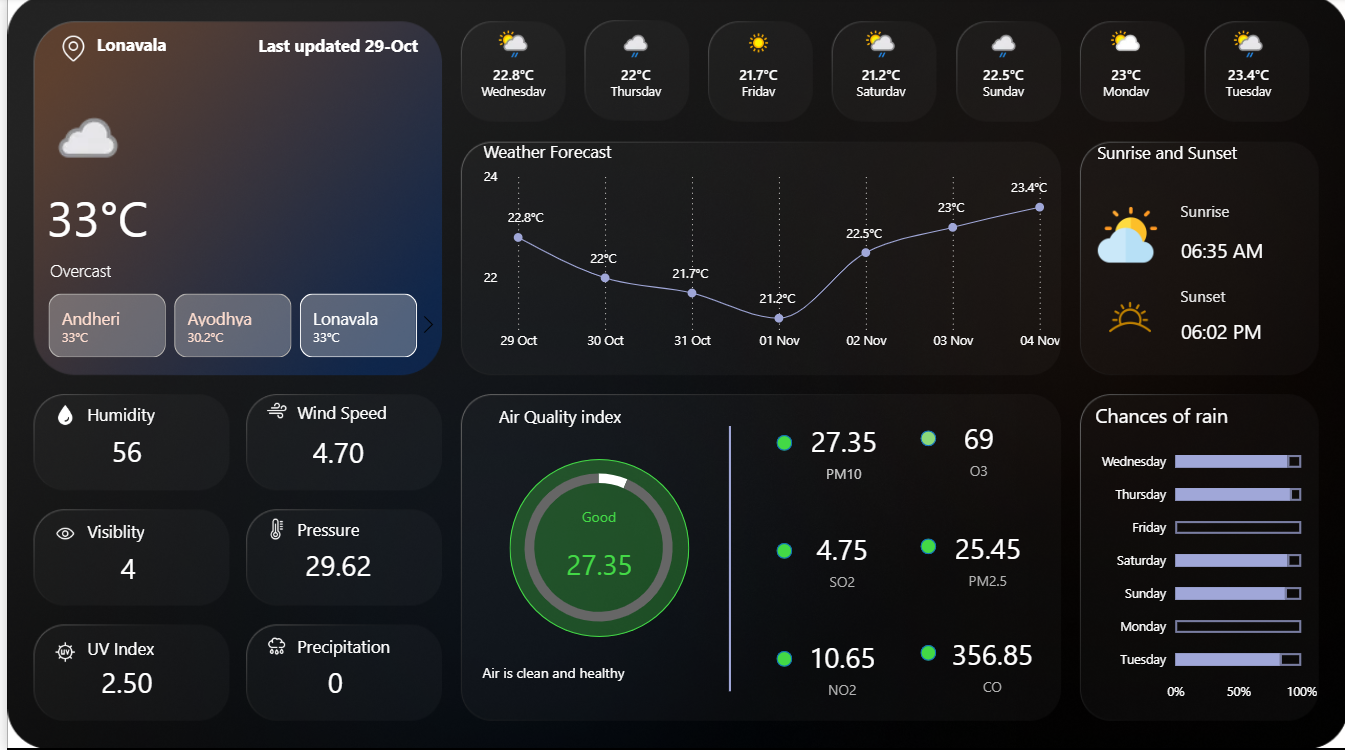 Lonavala
Last updated 29-Oct
33°C
Overcast
Andheri
33°C
Ayodhya
30.2°C
Lonavala
33°C
22.8°C
Wednesday
22°C
Thursday
21.7°C
Friday
21.2°C
Saturday
22.5°C
Sunday
23°C
Monday
23.4°C
Tuesday
Weather Forecast
24
22
22.8°C
22°C
21.7°C
21.2°C
22.5°C
23°C
23.4°C
29 Oct
30 Oct
31 Oct
01 Nov
02 Nov
03 Nov
04 Nov
Sunrise and Sunset
Sunrise
06:35 AM
Sunset
06:02 PM
Humidity
56
Wind Speed
4.70
Visiblity
4
Pressure
29.62
UV
UV Index
2.50
Precipitation
0
Air Quality index
Good
27.35
Air is clean and healthy
27.35
PM10
69
O3
4.75
SO2
25.45
PM2.5
10.65
NO2
356.85
CO
Chances of rain
Wednesday
Thursday
Friday
Saturday
Sunday
Monday
Tuesday
0%
50%
100%